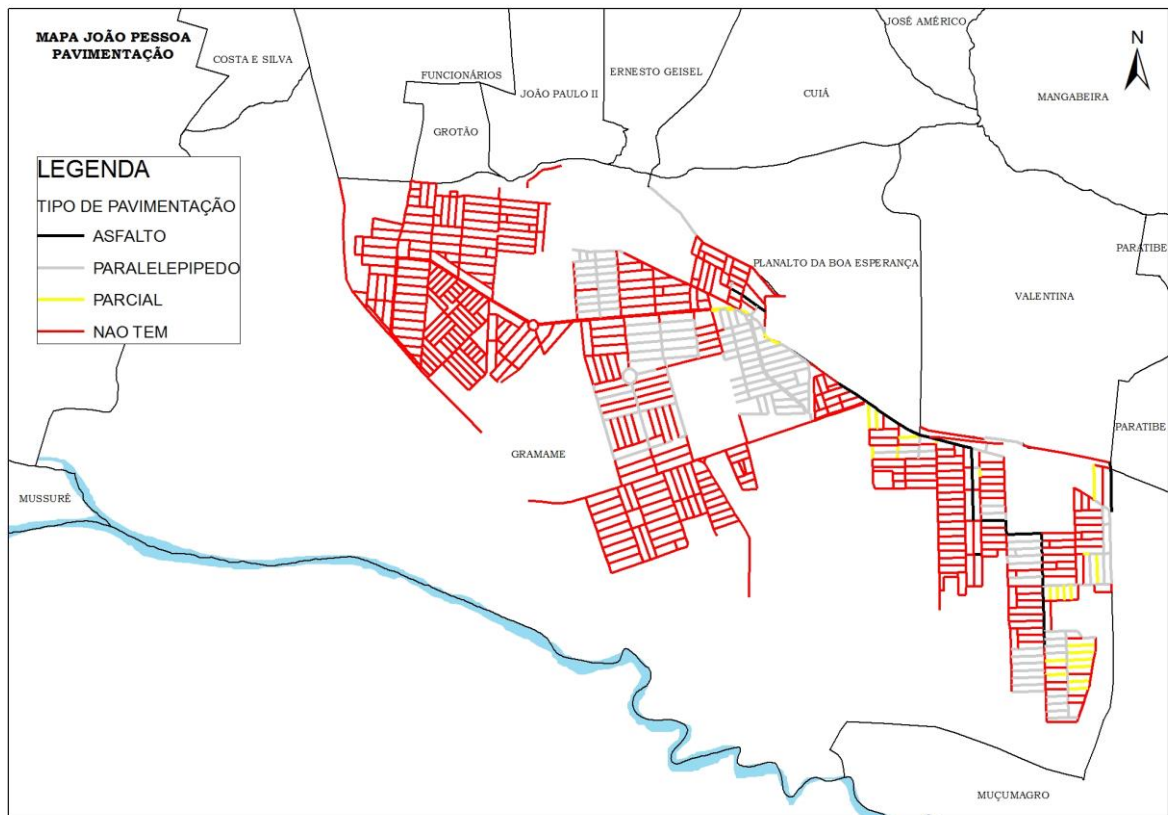 MAPA JOÃO PESSOA
PAVIMENTAÇÃO
COSTA E SILVA
FUNCIONÁRIOS
JOÃO PAULO II
ERNESTO GEISEL
JOSÉ AMÉRICO
CUIÁ
MANGABEIRA
N
GROTÃO
LEGENDA
TIPO DE PAVIMENTAÇÃO
ASFALTO
PARALELEPIPEDO
PARCIAL
NAO TEM
PLANALTO DA BOA ESPERANÇA
PARATIBE
VALENTINA
PARATIBE
GRAMAME
MUSSURÉ
MUÇUMAGRO